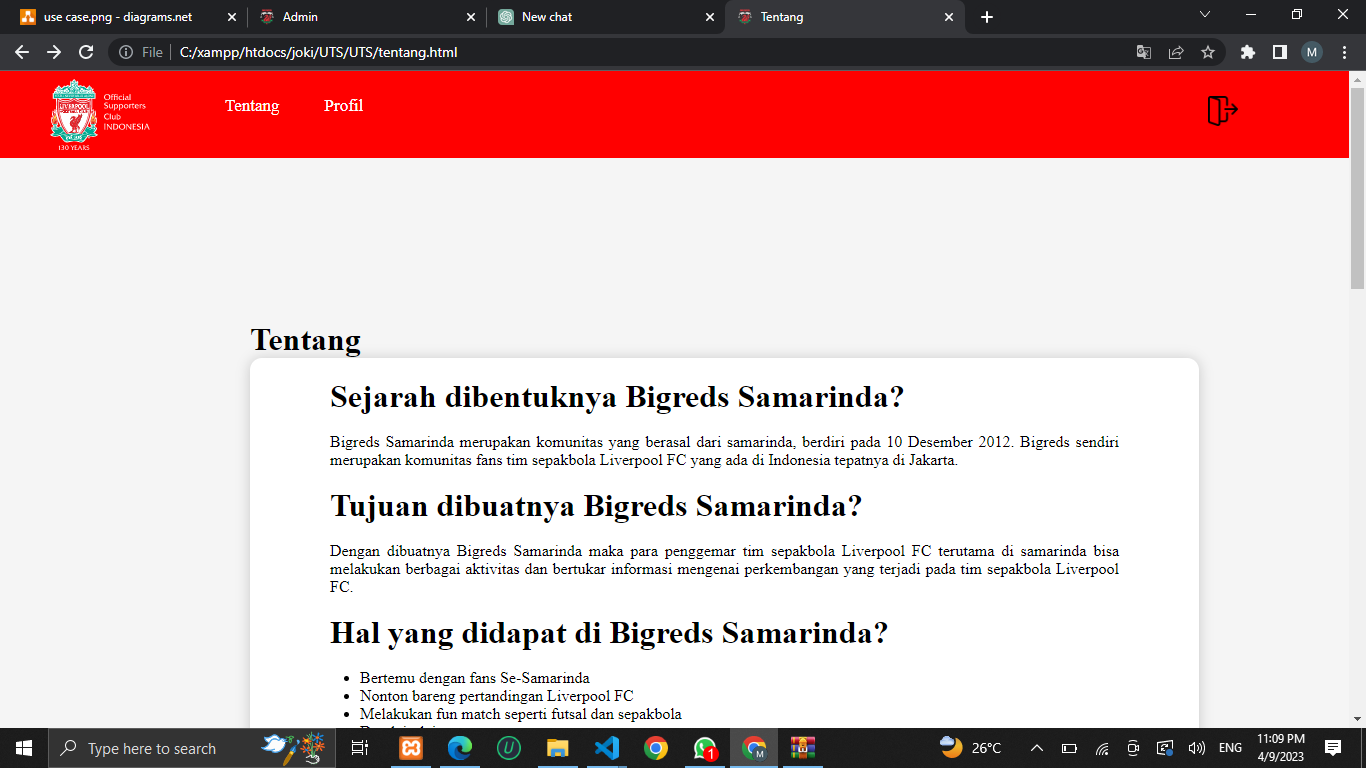 use case.png - diagrams.net
Admin
New chat
Tentang
File
C:/xampp/htdocs/joki/UTS/UTS/tentang.html
M
LIVERPOOL
Official
Supporters
Club
INDONESIA
130 YEARS
Tentang
Profil
Tentang
Sejarah dibentuknya Bigreds Samarinda?
Bigreds Samarinda merupakan komunitas yang berasal dari samarinda, berdiri pada 10 Desember 2012. Bigreds sendiri
merupakan komunitas fans tim sepakbola Liverpool FC yang ada di Indonesia tepatnya di Jakarta.
Tujuan dibuatnya Bigreds Samarinda?
Dengan dibuatnya Bigreds Samarinda maka para penggemar tim sepakbola Liverpool FC terutama di samarinda bisa
melakukan berbagai aktivitas dan bertukar informasi mengenai perkembangan yang terjadi pada tim sepakbola Liverpool
FC.
Hal yang didapat di Bigreds Samarinda?
Bertemu dengan fans Se-Samarinda
Nonton bareng pertandingan Liverpool FC
Melakukan fun match seperti futsal dan sepakbola
Type here to search
1
M
26°C
ENG
11:09 PM
4/9/2023